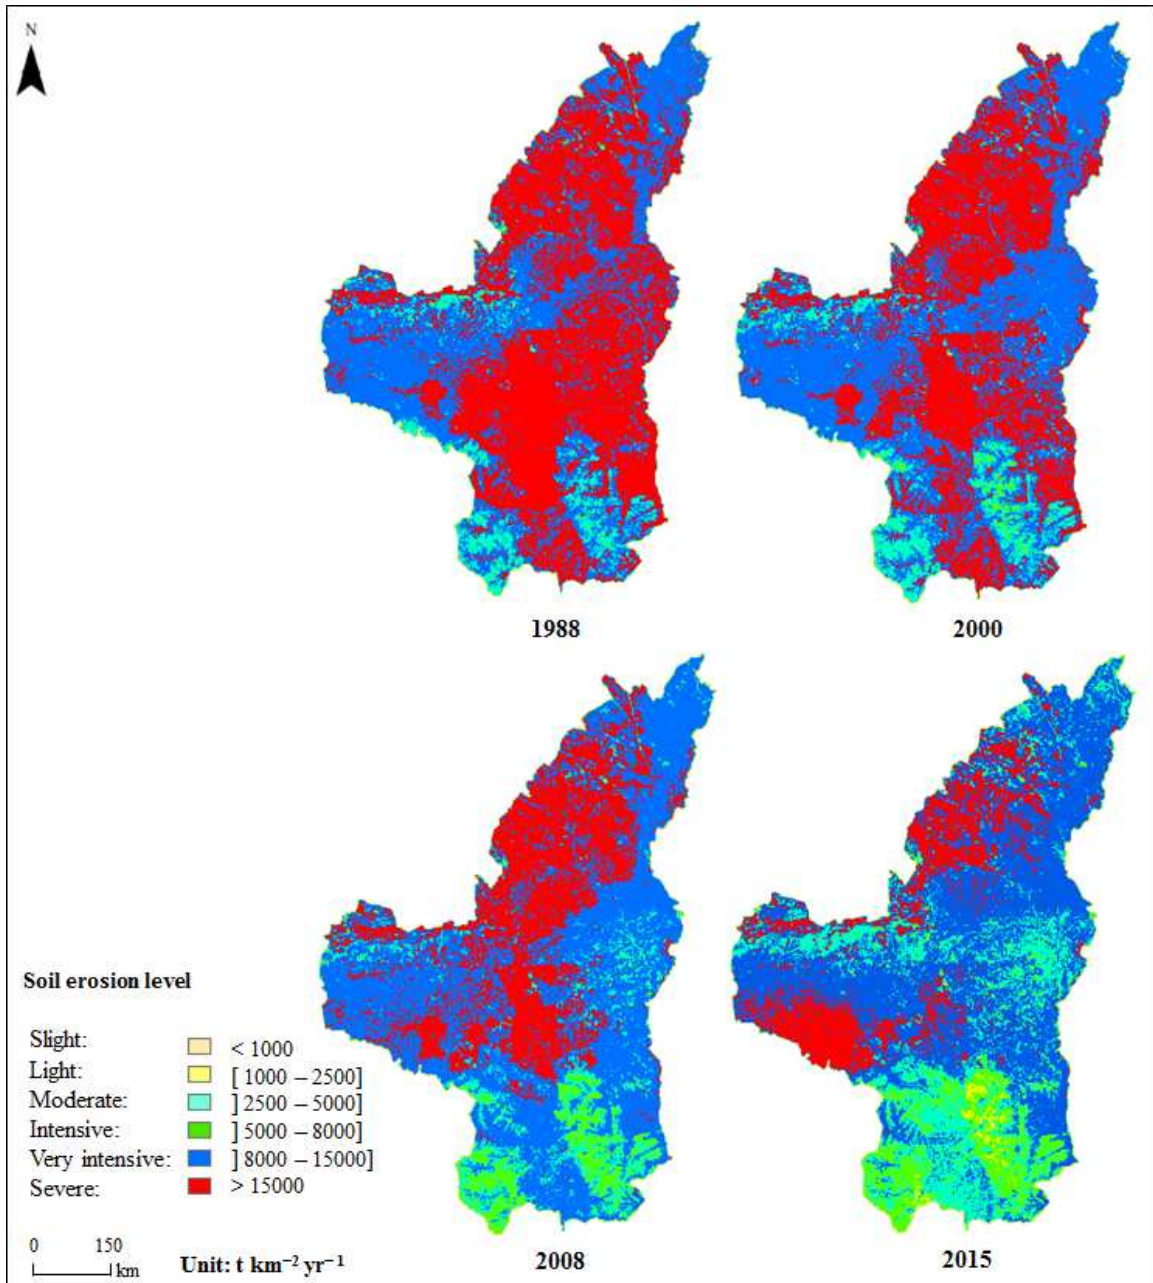 N
1988
2000
Soil erosion level
Slight: < 1000
Light: [ 1000 – 2500]
Moderate: ] 2500 – 5000]
Intensive: ] 5000 – 8000]
Very intensive: ] 8000 – 15000]
Severe: > 15000
0 150
km
Unit: t km⁻² yr⁻¹
2008
2015